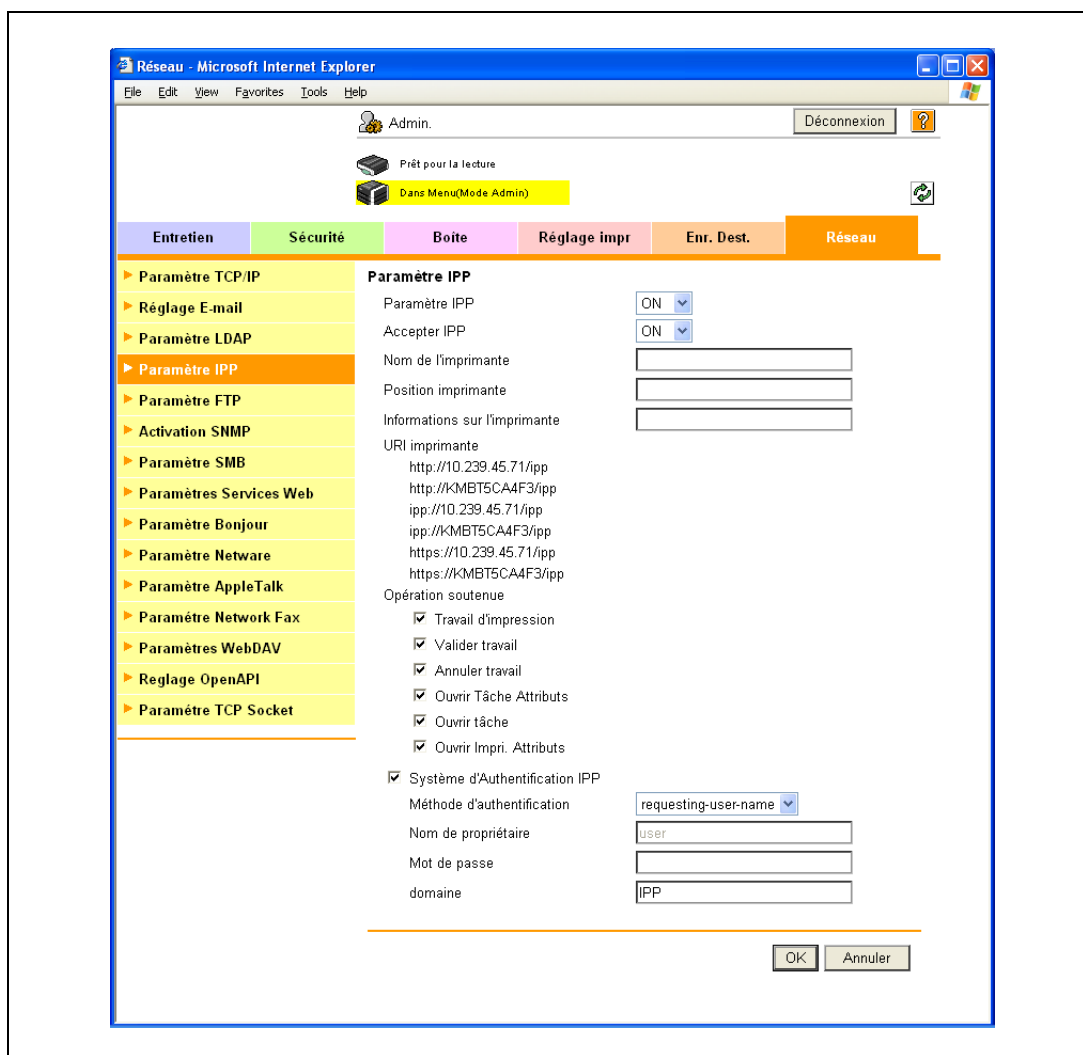 Réseau - Microsoft Internet Explorer
File Edit View Favorites Tools Help
Admin.
Déconnexion
?
Prêt pour la lecture
Dans Menu(Mode Admin)
Entretien Sécurité Boîte Réglage impr Enr. Dest. Réseau
Paramètre TCP/IP
Réglage E-mail
Paramètre LDAP
Paramètre IPP
Paramètre FTP
Activation SNMP
Paramètre SMB
Paramètres Services Web
Paramètre Bonjour
Paramètre Netware
Paramètre AppleTalk
Paramétre Network Fax
Paramètres WebDAV
Reglage OpenAPI
Paramétre TCP Socket
Paramètre IPP
Paramètre IPP ON
Accepter IPP ON
Nom de l'imprimante
Position imprimante
Informations sur l'imprimante
URI imprimante
http://10.239.45.71/ipp
http://KMBT5CA4F3/ipp
ipp://10.239.45.71/ipp
ipp://KMBT5CA4F3/ipp
https://10.239.45.71/ipp
https://KMBT5CA4F3/ipp
Opération soutenue
Travail d'impression
Valider travail
Annuler travail
Ouvrir Tâche Attributs
Ouvrir tâche
Ouvrir Impri. Attributs
Système d'Authentification IPP
Méthode d'authentification requesting-user-name
Nom de propriétaire user
Mot de passe
domaine IPP
OK Annuler